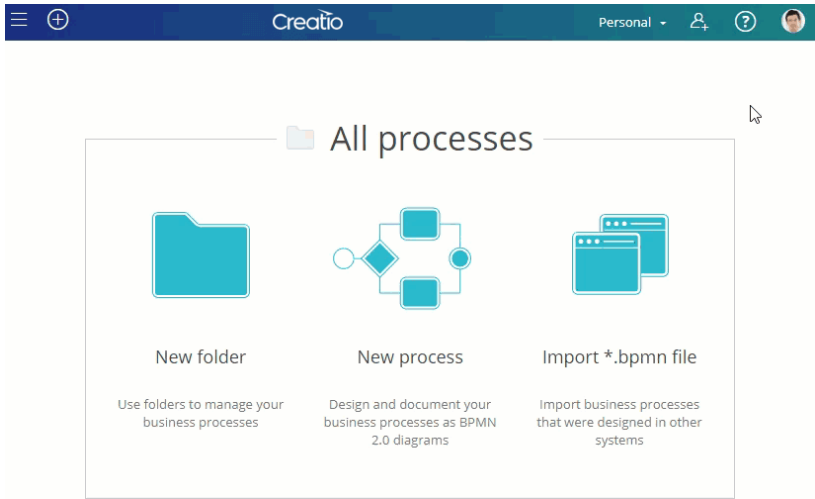 Creatio
Personal
All processes
New folder
New process
Import *.bpmn file
Use folders to manage your
business processes
Design and document your
business processes as BPMN
2.0 diagrams
Import business processes
that were designed in other
systems